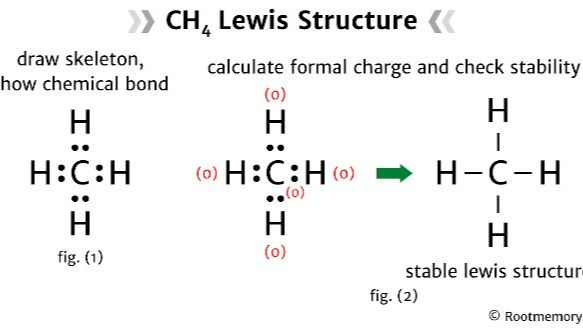 CH₄ Lewis Structure
draw skeleton,
how chemical bond
H
H:C:H
H
fig. (1)
calculate formal charge and check stability
(0)
H
(0) H:C:H (0)
(0)
H
(0)
H
H–C–H
H
stable lewis structure
fig. (2)
© Rootmemory